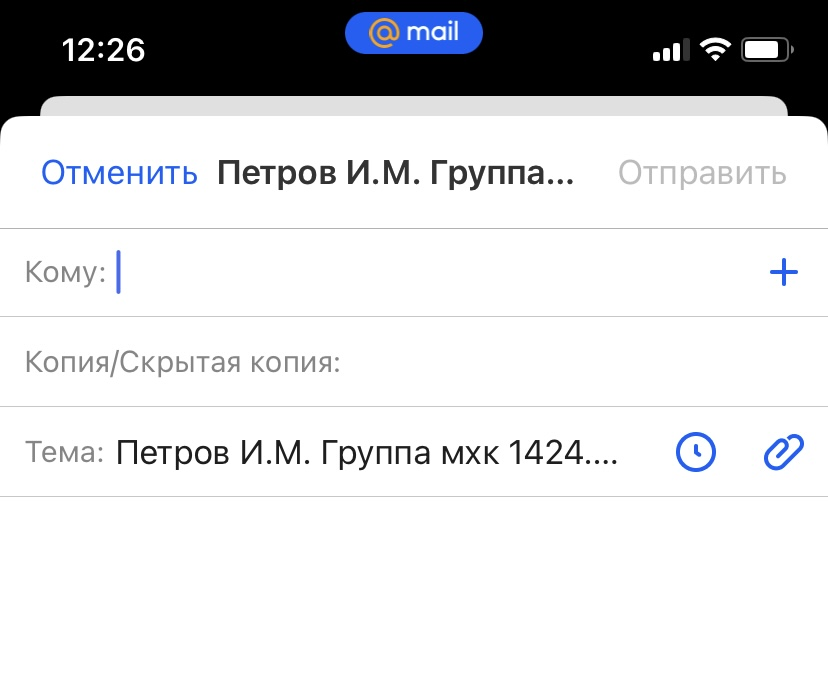 12:26
@mail
Отменить Петров И.М. Группа... Отправить
Кому:
Копия/Скрытая копия:
Тема: Петров И.М. Группа мхк 1424....